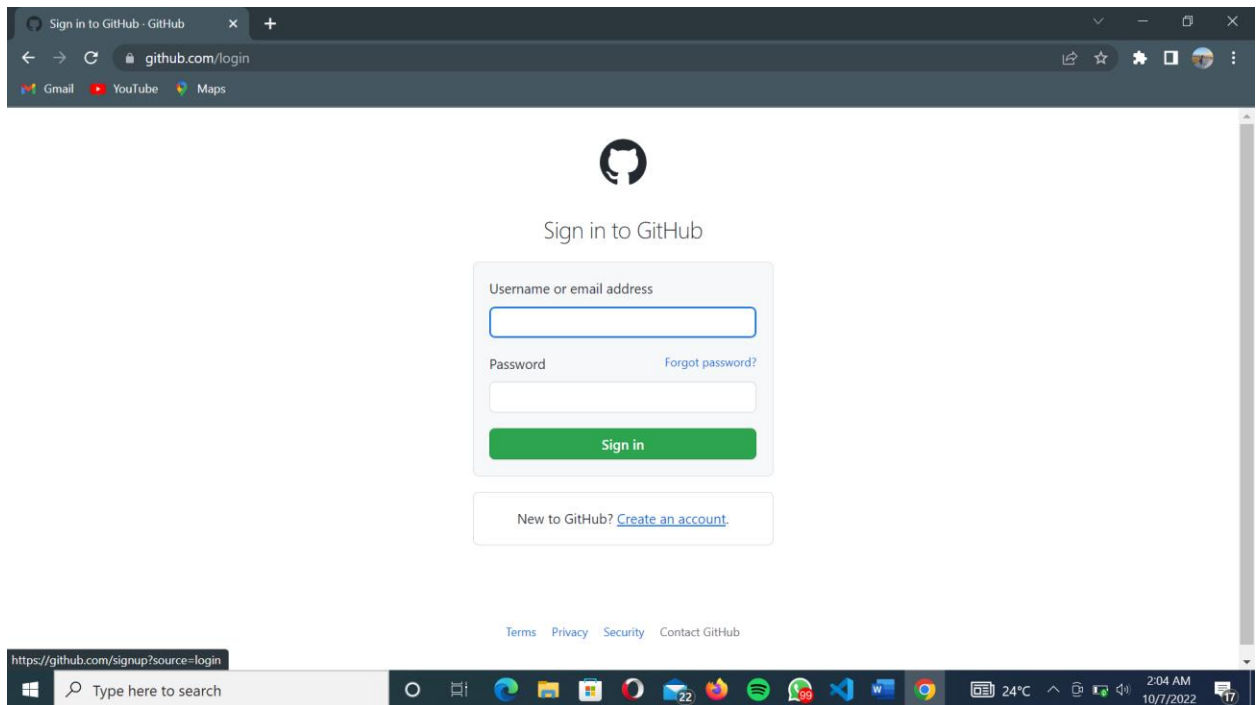 Sign in to GitHub · GitHub
github.com/login
Gmail YouTube Maps
Sign in to GitHub
Username or email address
Password Forgot password?
Sign in
New to GitHub? Create an account.
Terms Privacy Security Contact GitHub
https://github.com/signup?source=login
Type here to search 22 99 W 24°C 2:04 AM 17
10/7/2022